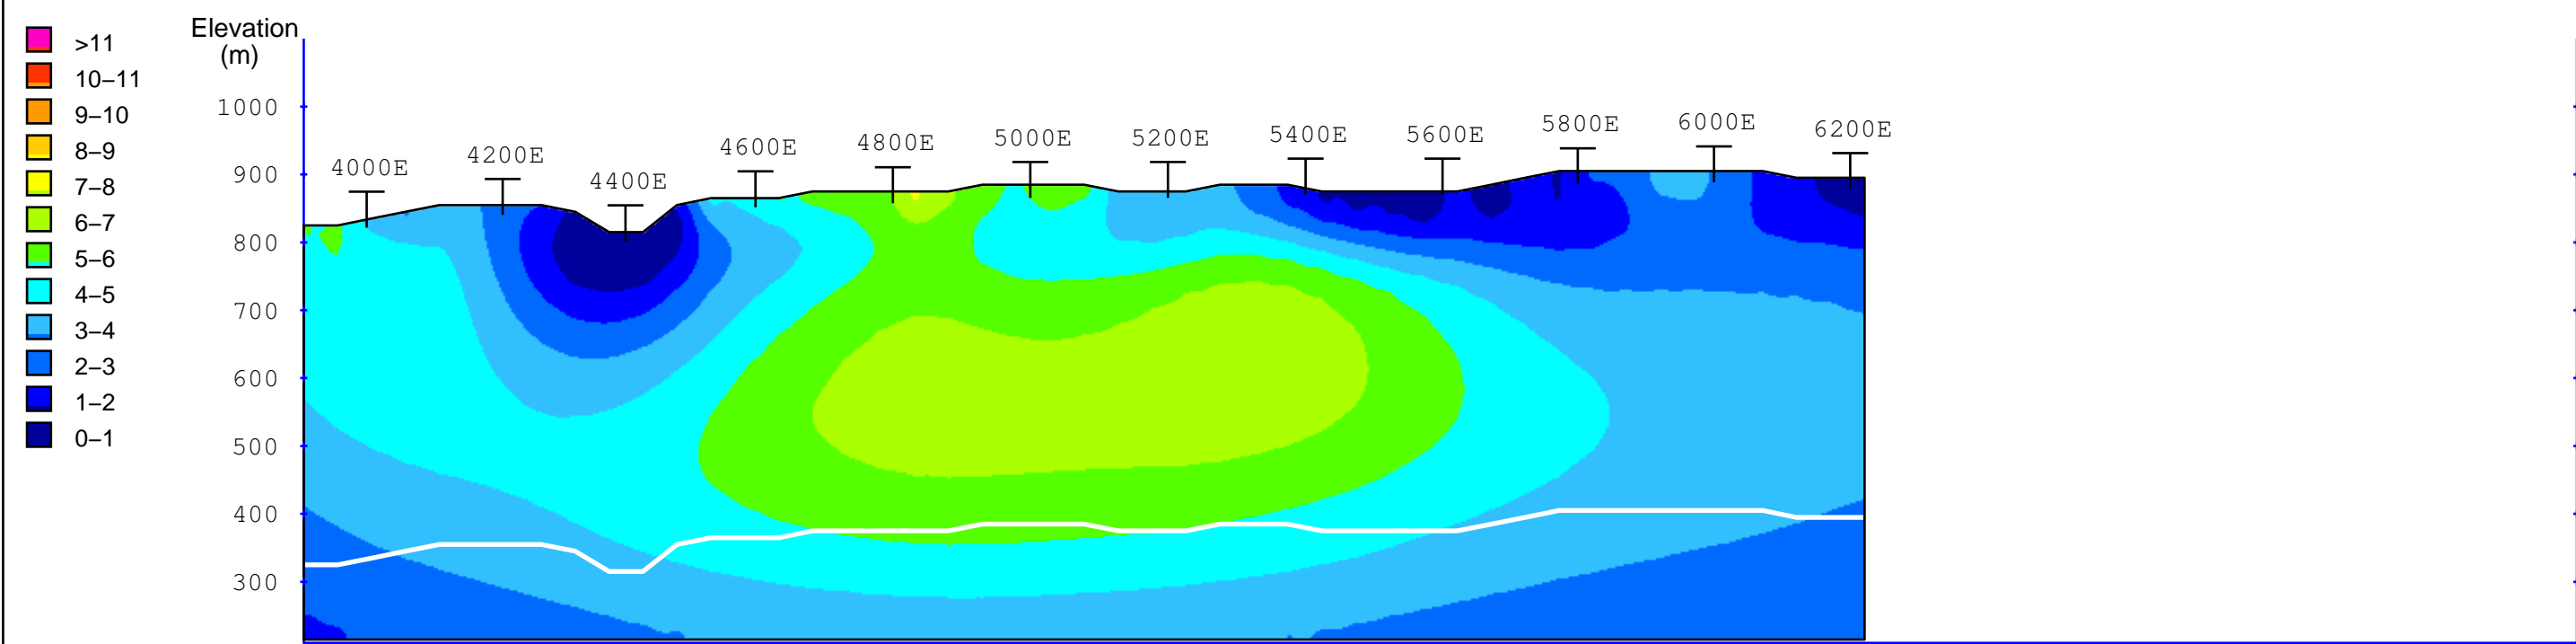 Elevation
(m)
>11
10–11
9–10
8–9
7–8
6–7
5–6
4–5
3–4
2–3
1–2
0–1
1000
900
800
700
600
500
400
300
4000E
4200E
4400E
4600E
4800E
5000E
5200E
5400E
5600E
5800E
6000E
6200E